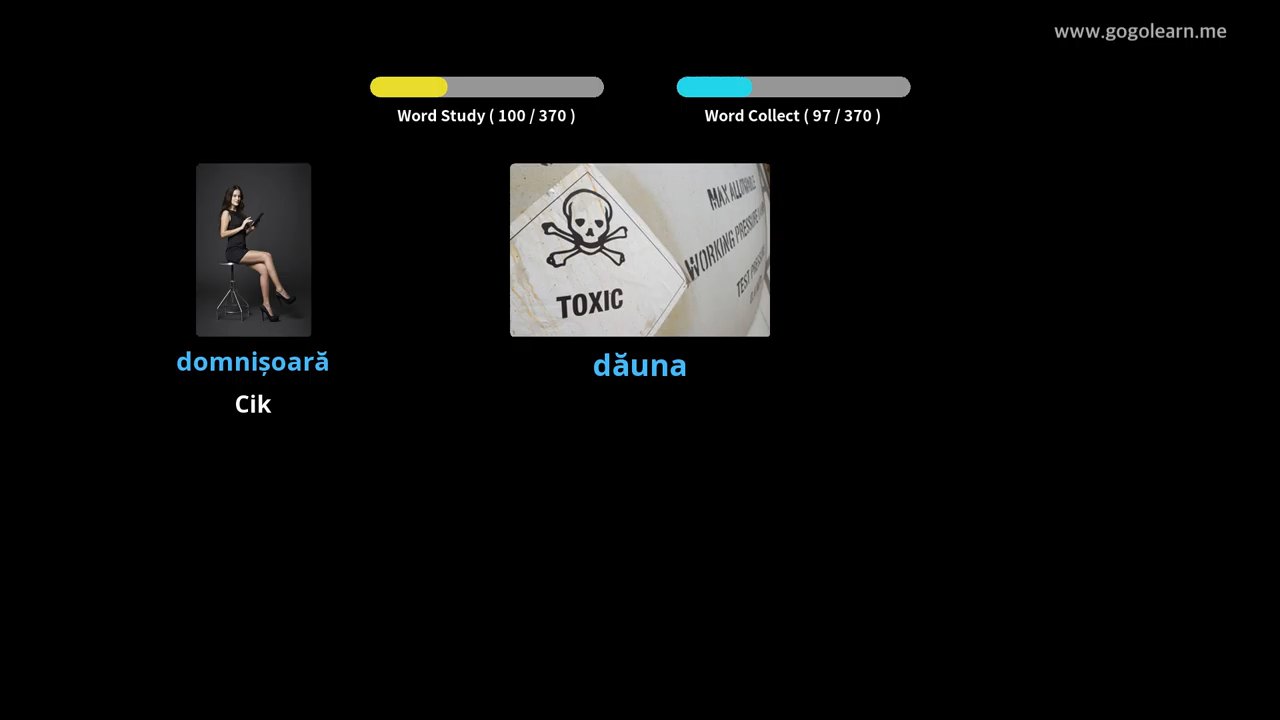 www.gogolearn.me
Word Study ( 100 / 370 )
Word Collect ( 97 / 370 )
TOXIC
MAX ALLOWABLE
WORKING PRESSURE
TEST
domnișoară
dăuna
Cik